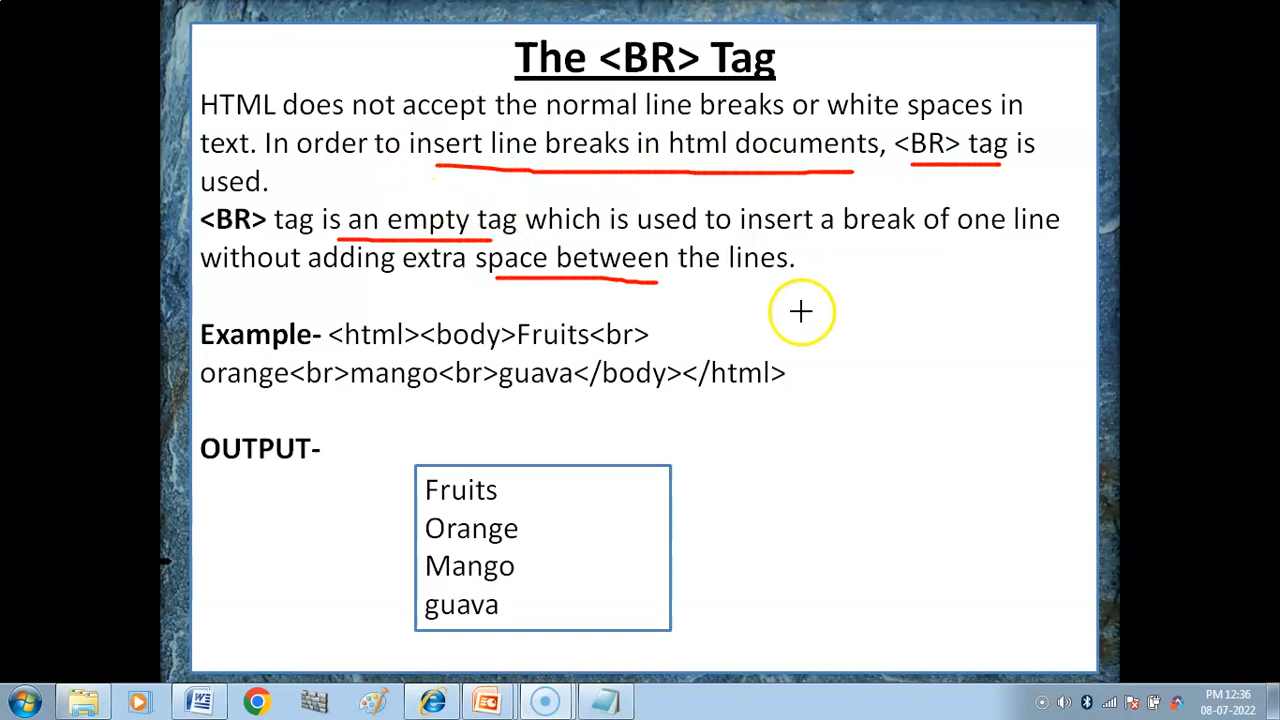 The <BR> Tag
HTML does not accept the normal line breaks or white spaces in
text. In order to insert line breaks in html documents, <BR> tag is
used.
<BR> tag is an empty tag which is used to insert a break of one line
without adding extra space between the lines.
Example- <html><body>Fruits<br>
orange<br>mango<br>guava</body></html>
OUTPUT-
Fruits
Orange
Mango
guava
PM 12:36
08-07-2022